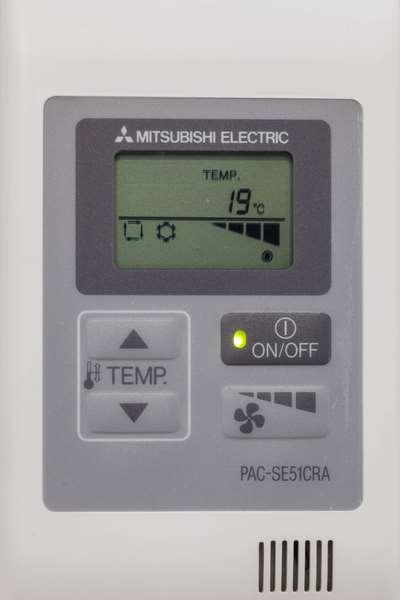 MITSUBISHI ELECTRIC
TEMP.
19°C
ON/OFF
TEMP.
PAC-SE51CRA